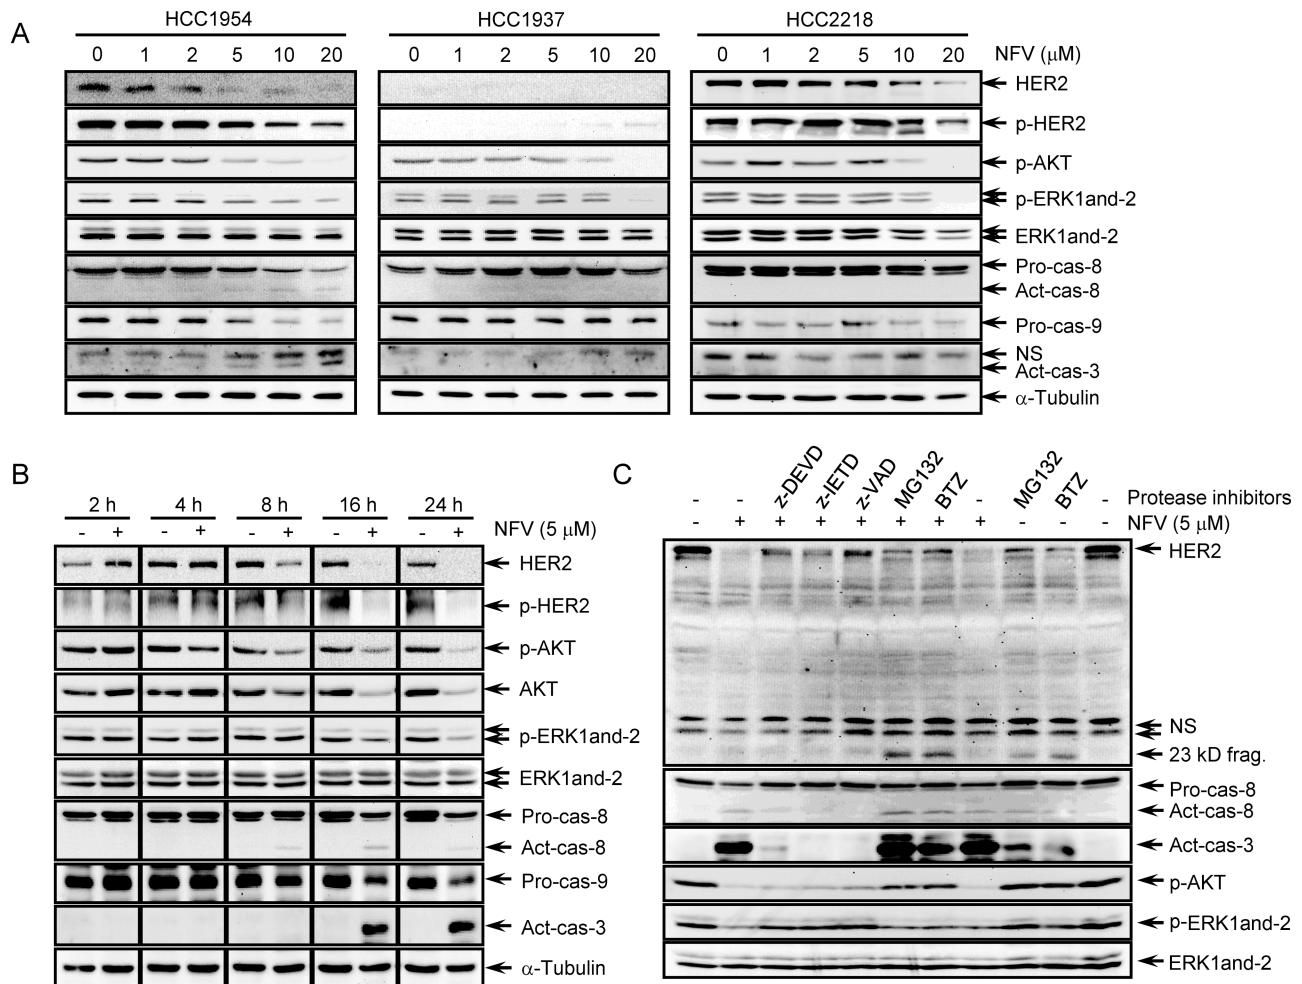 A
HCC1954 HCC1937 HCC2218
0 1 2 5 10 20 0 1 2 5 10 20 0 1 2 5 10 20 NFV (μM)
HER2
p-HER2
p-AKT
p-ERK1and-2
ERK1and-2
Pro-cas-8
Act-cas-8
Pro-cas-9
NS
Act-cas-3
α-Tubulin
B
2 h 4 h 8 h 16 h 24 h
- + - + - + - + - + NFV (5 μM)
HER2
p-HER2
p-AKT
AKT
p-ERK1and-2
ERK1and-2
Pro-cas-8
Act-cas-8
Pro-cas-9
Act-cas-3
α-Tubulin
C
- - z-DEVD z-IETD z-VAD MG132 BTZ - MG132 BTZ - Protease inhibitors
- + + + + + + + - - - NFV (5 μM)
HER2
NS
23 kD frag.
Pro-cas-8
Act-cas-8
Act-cas-3
p-AKT
p-ERK1and-2
ERK1and-2